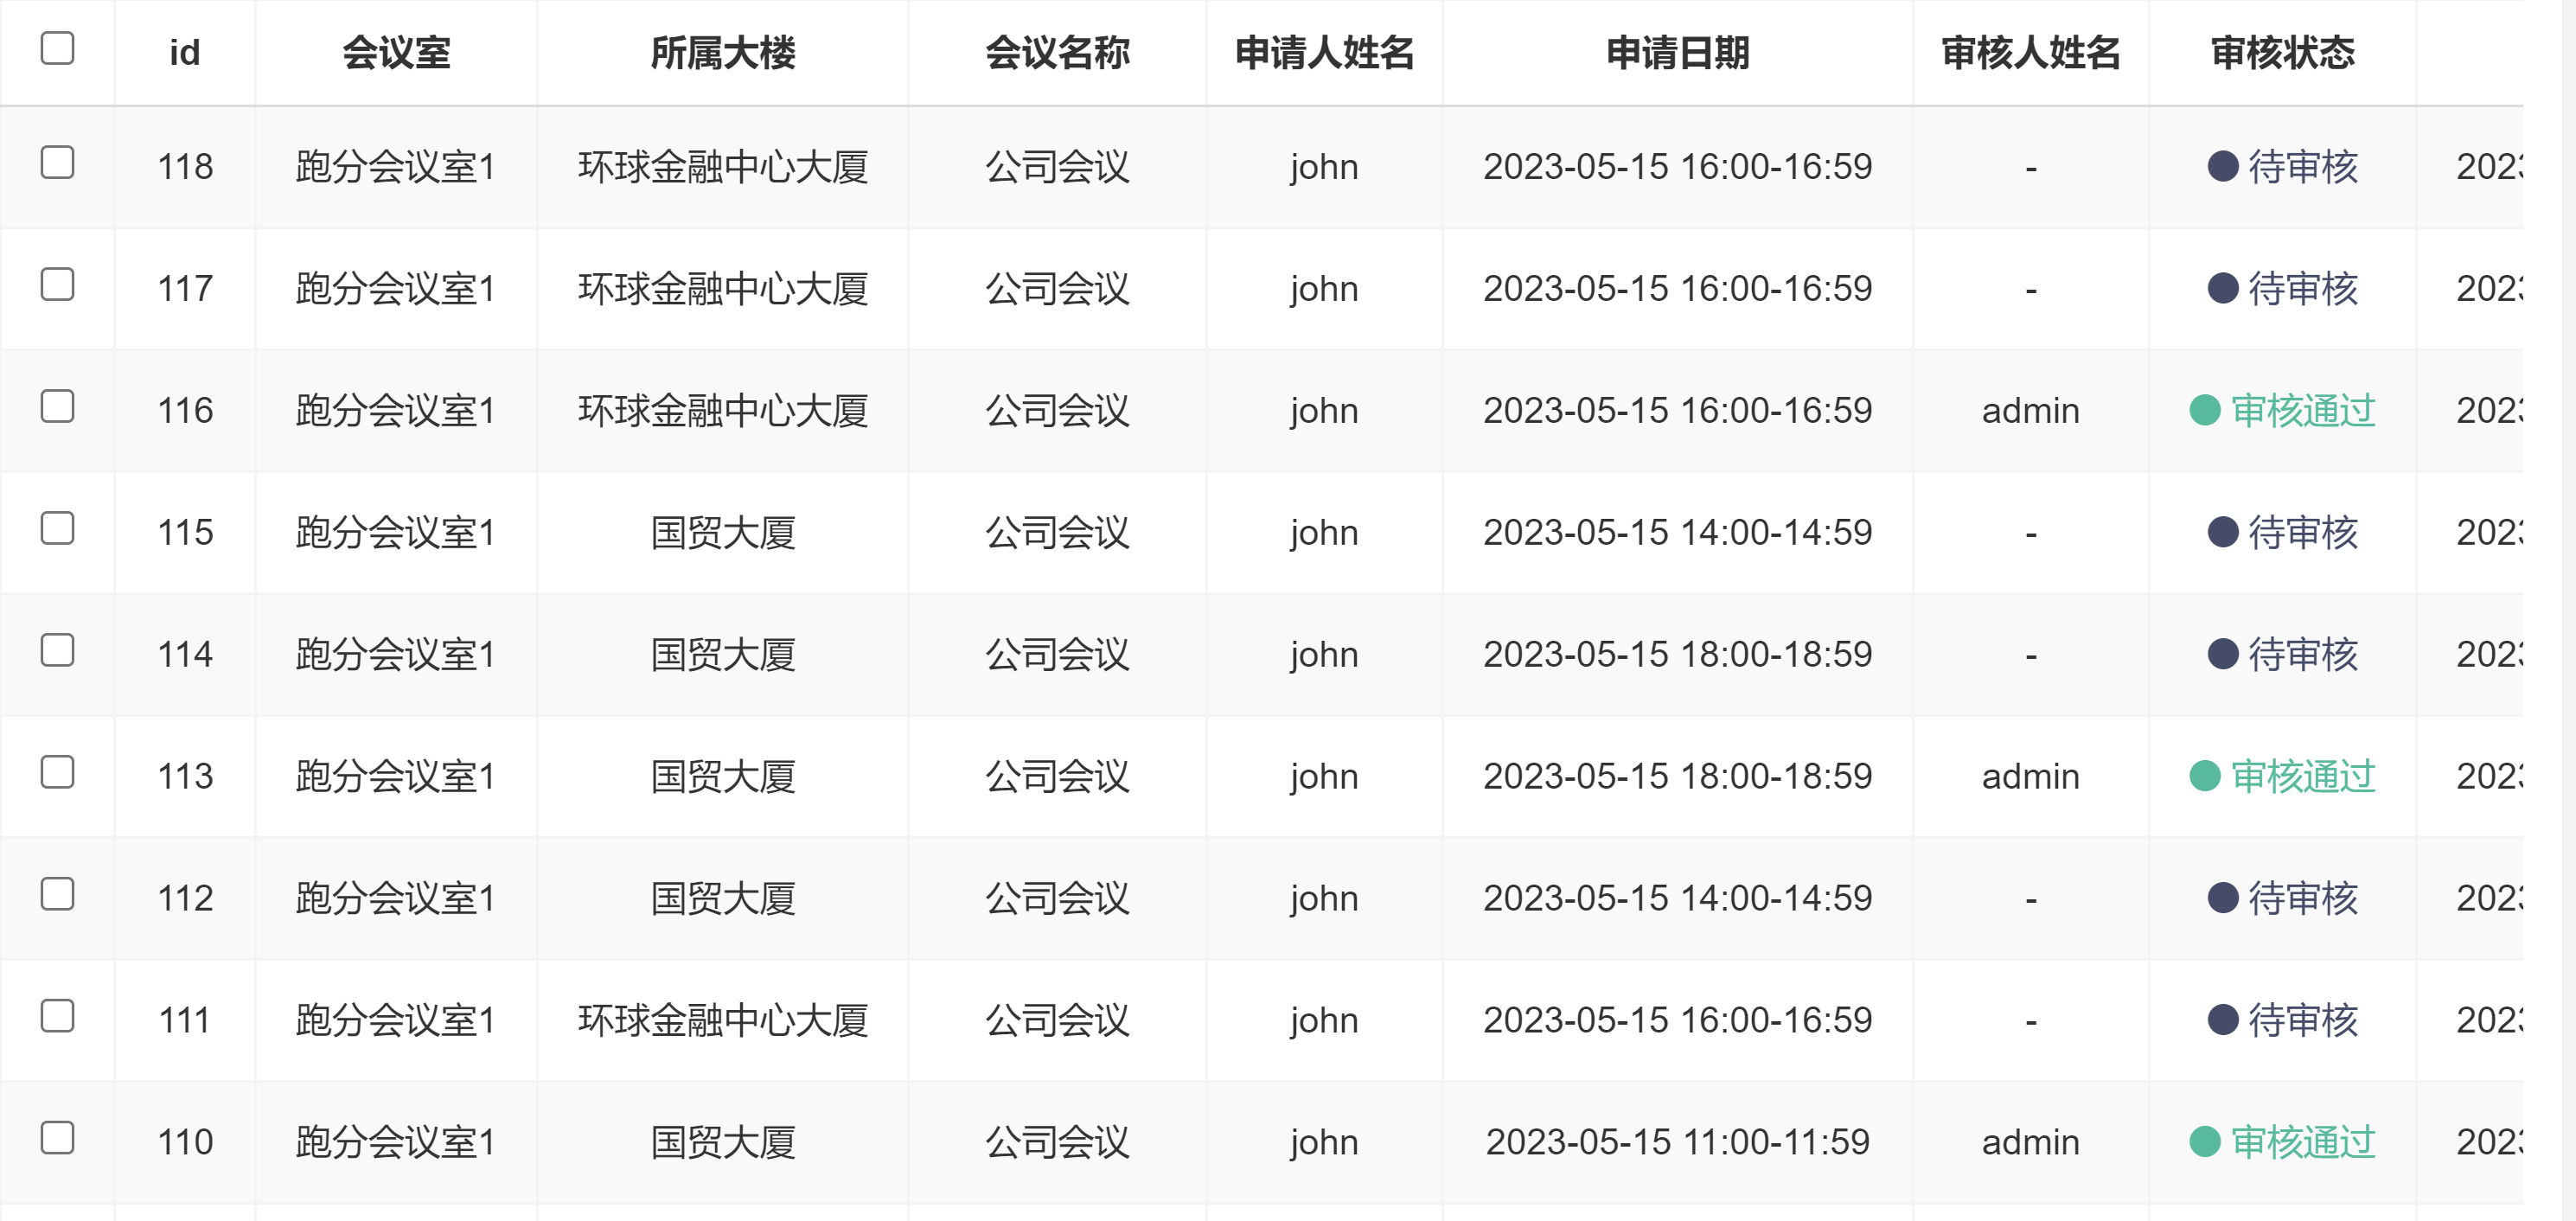 id 会议室 所属大楼 会议名称 申请人姓名 申请日期 审核人姓名 审核状态
118 跑分会议室1 环球金融中心大厦 公司会议 john 2023-05-15 16:00-16:59 - 待审核 202
117 跑分会议室1 环球金融中心大厦 公司会议 john 2023-05-15 16:00-16:59 - 待审核 202
116 跑分会议室1 环球金融中心大厦 公司会议 john 2023-05-15 16:00-16:59 admin 审核通过 202
115 跑分会议室1 国贸大厦 公司会议 john 2023-05-15 14:00-14:59 - 待审核 202
114 跑分会议室1 国贸大厦 公司会议 john 2023-05-15 18:00-18:59 - 待审核 202
113 跑分会议室1 国贸大厦 公司会议 john 2023-05-15 18:00-18:59 admin 审核通过 202
112 跑分会议室1 国贸大厦 公司会议 john 2023-05-15 14:00-14:59 - 待审核 202
111 跑分会议室1 环球金融中心大厦 公司会议 john 2023-05-15 16:00-16:59 - 待审核 202
110 跑分会议室1 国贸大厦 公司会议 john 2023-05-15 11:00-11:59 admin 审核通过 202